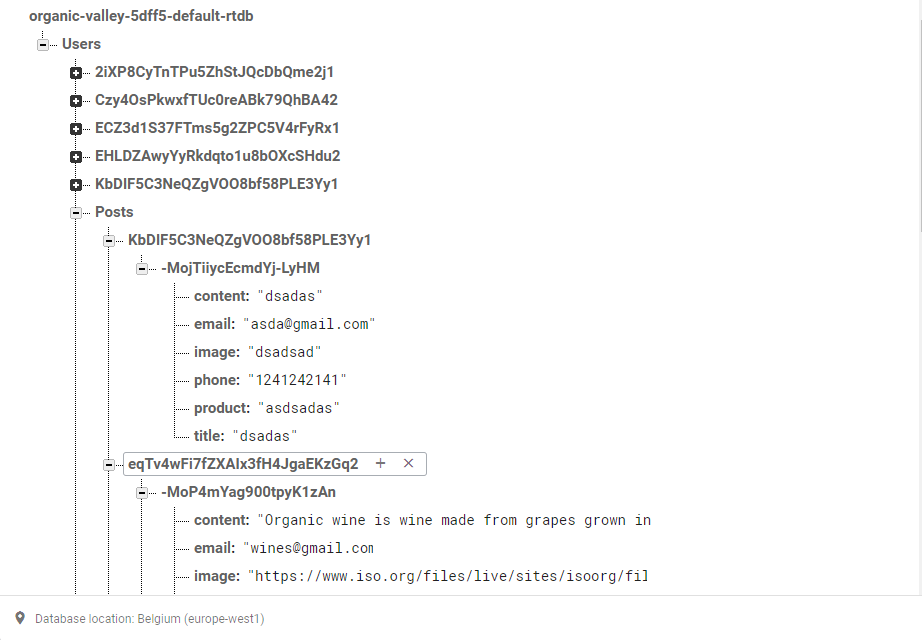 organic-valley-5dff5-default-rtdb
Users
2iXP8CyTnTPu5ZhStJQcDbQme2j1
Czy4OsPkwxfTUc0reABk79QhBA42
ECZ3d1S37FTms5g2ZPC5V4rFyRx1
EHLDZAwyYyRkdqto1u8bOXcSHdu2
KbDIF5C3NeQZgVOO8bf58PLE3Yy1
Posts
KbDIF5C3NeQZgVOO8bf58PLE3Yy1
-MojTiiycEcmdYj-LyHM
content: "dsadas"
email: "asda@gmail.com"
image: "dsadsad"
phone: "1241242141"
product: "asdsadas"
title: "dsadas"
eqTv4wFi7fZXAIx3fH4JgaEKzGq2
-MoP4mYag900tpyK1zAn
content: "Organic wine is wine made from grapes grown in
email: "wines@gmail.com
image: "https://www.iso.org/files/live/sites/isoorg/fil
Database location: Belgium (europe-west1)